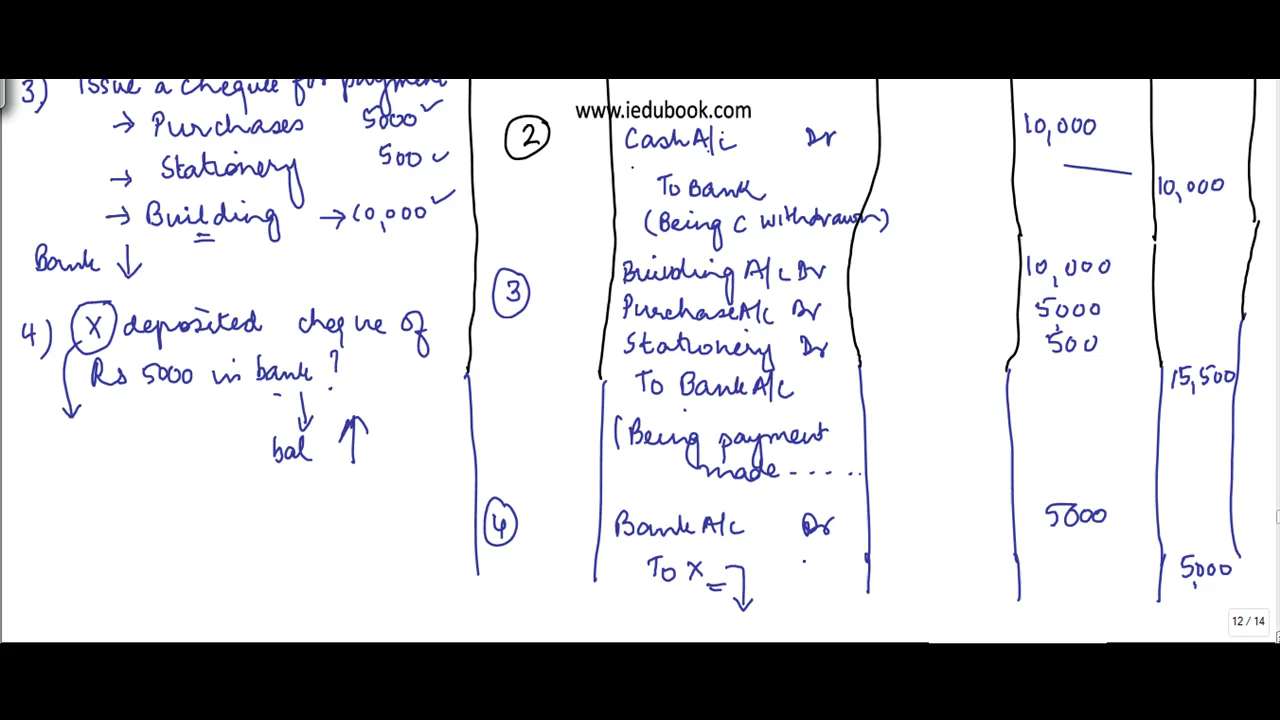 3) Issue a cheque for payment
→ Purchases 5000 ✓
→ Stationery 500 ✓
→ Building → 10,000 ✓
Bank ↓
4) X deposited cheque of
Rs 5000 in bank ?
bal ↑
www.iedubook.com
2 Cash A/c Dr 10,000
To Bank 10,000
(Being C withdrawn)
3 Building A/c Dr 10,000
Purchase A/c Dr 5000
Stationery Dr 500
To Bank A/c 15,500
(Being payment
made - - - - -
4 Bank A/c Dr 5000
To X 5,000
12 / 14